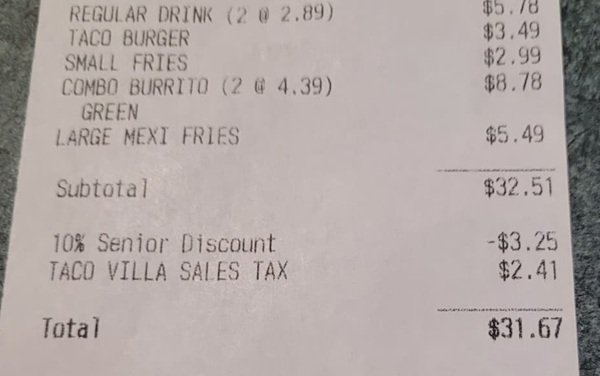 REGULAR DRINK (2 @ 2.89) $5.78
TACO BURGER $3.49
SMALL FRIES $2.99
COMBO BURRITO (2 @ 4.39) $8.78
GREEN
LARGE MEXI FRIES $5.49
Subtotal $32.51
10% Senior Discount -$3.25
TACO VILLA SALES TAX $2.41
Total $31.67